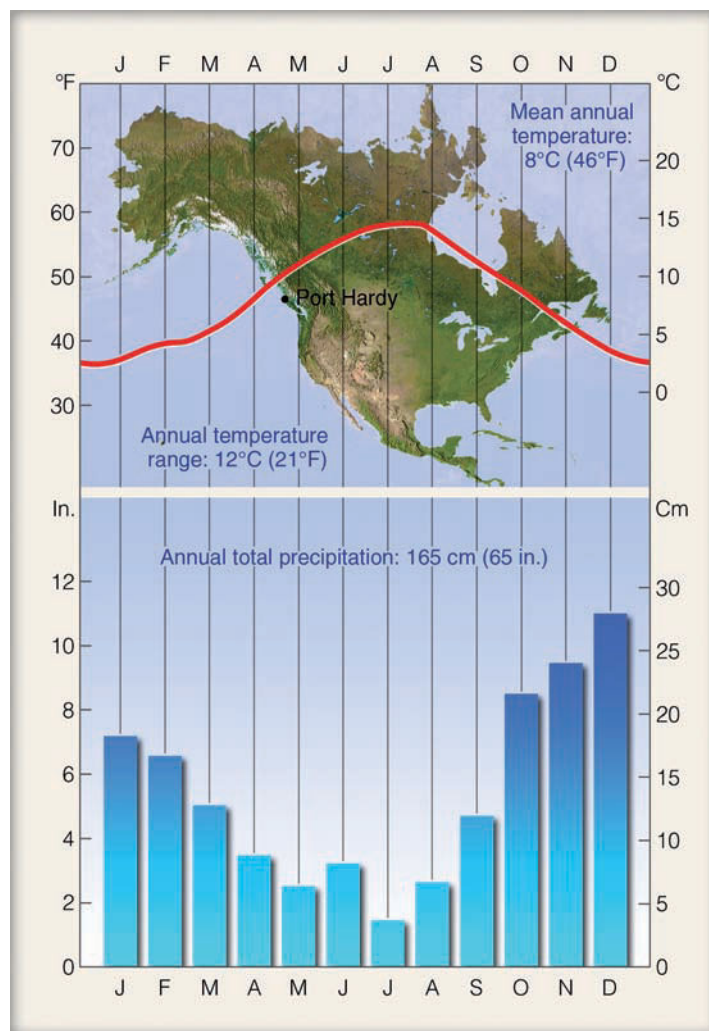 J F M A M J J A S O N D
°F °C
Mean annual
temperature:
8°C (46°F)
70 20
60 15
50 10
Port Hardy
40 5
30 0
Annual temperature
range: 12°C (21°F)
In. Cm
Annual total precipitation: 165 cm (65 in.)
12 30
10 25
8 20
6 15
4 10
2 5
0 0
J F M A M J J A S O N D